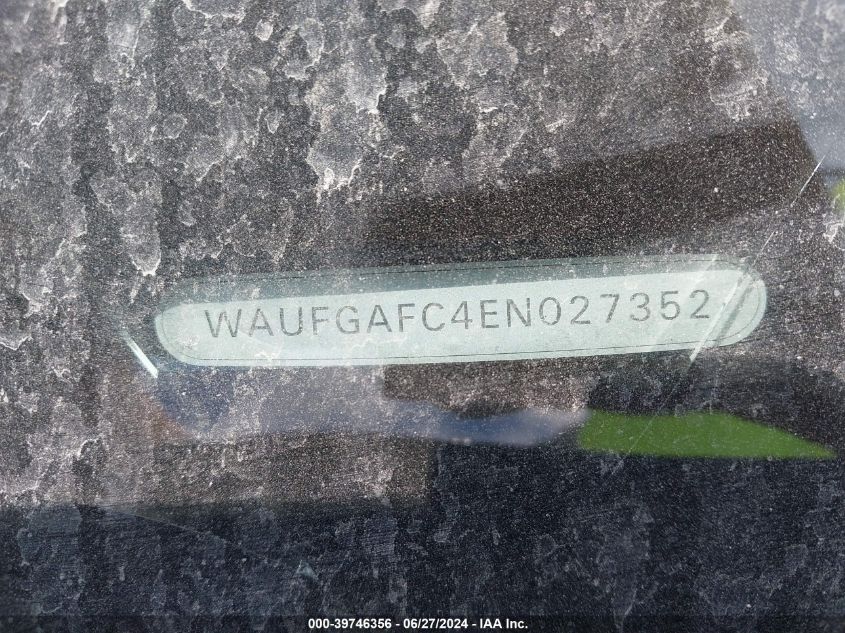 WAUFGAFC4EN027352
000-39746356 - 06/27/2024 - IAA Inc.